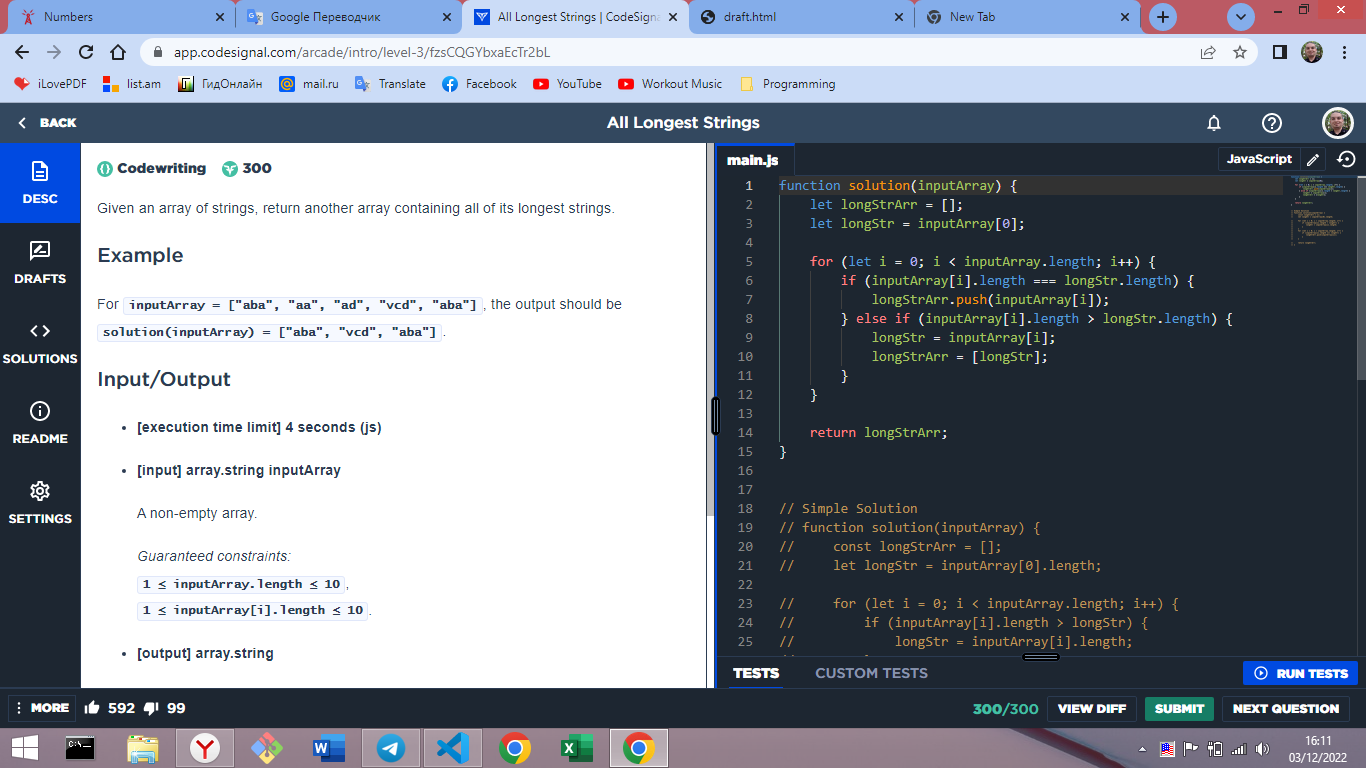 Numbers
Google Переводчик
All Longest Strings | CodeSigna
draft.html
New Tab
app.codesignal.com/arcade/intro/level-3/fzsCQGYbxaEcTr2bL
iLovePDF
list.am
ГидОнлайн
mail.ru
Translate
Facebook
YouTube
Workout Music
Programming
BACK
All Longest Strings
DESC
DRAFTS
SOLUTIONS
README
SETTINGS
Codewriting 300
Given an array of strings, return another array containing all of its longest strings.
Example
For inputArray = ["aba", "aa", "ad", "vcd", "aba"], the output should be
solution(inputArray) = ["aba", "vcd", "aba"].
Input/Output
• [execution time limit] 4 seconds (js)
• [input] array.string inputArray
A non-empty array.
Guaranteed constraints:
1 ≤ inputArray.length ≤ 10,
1 ≤ inputArray[i].length ≤ 10.
• [output] array.string
main.js
JavaScript
1 function solution(inputArray) {
2     let longStrArr = [];
3     let longStr = inputArray[0];
4
5     for (let i = 0; i < inputArray.length; i++) {
6         if (inputArray[i].length === longStr.length) {
7             longStrArr.push(inputArray[i]);
8         } else if (inputArray[i].length > longStr.length) {
9             longStr = inputArray[i];
10             longStrArr = [longStr];
11         }
12     }
13
14     return longStrArr;
15 }
16
17
18 // Simple Solution
19 // function solution(inputArray) {
20 //     const longStrArr = [];
21 //     let longStr = inputArray[0].length;
22
23 //     for (let i = 0; i < inputArray.length; i++) {
24 //         if (inputArray[i].length > longStr) {
25 //             longStr = inputArray[i].length;
TESTS
CUSTOM TESTS
RUN TESTS
MORE
592
99
300/300
VIEW DIFF
SUBMIT
NEXT QUESTION
16:11
03/12/2022